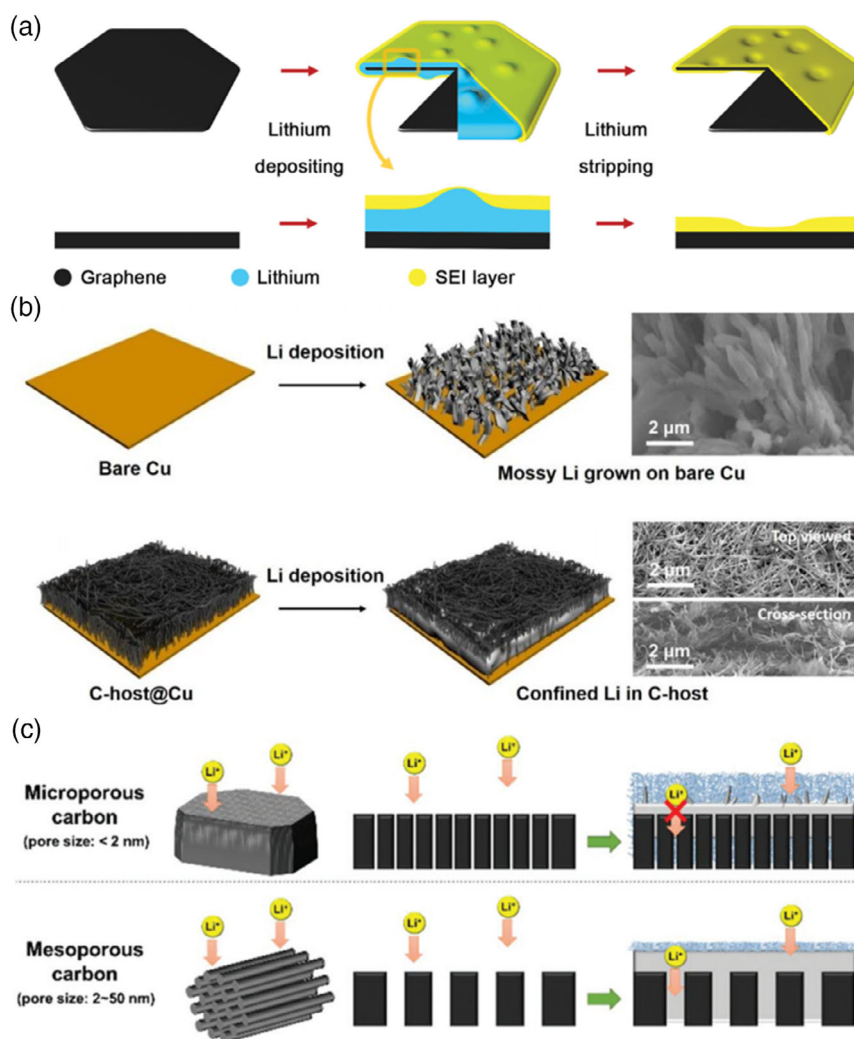 (a)
Lithium
depositing
Lithium
stripping
Graphene
Lithium
SEI layer
(b)
Li deposition
Bare Cu
Mossy Li grown on bare Cu
2 μm
Li deposition
C-host@Cu
Confined Li in C-host
Top viewed
2 μm
Cross-section
2 μm
(c)
Microporous
carbon
(pore size: < 2 nm)
Li⁺
Li⁺
Li⁺
Li⁺
Li⁺
Li⁺
Mesoporous
carbon
(pore size: 2~50 nm)
Li⁺
Li⁺
Li⁺
Li⁺
Li⁺
Li⁺